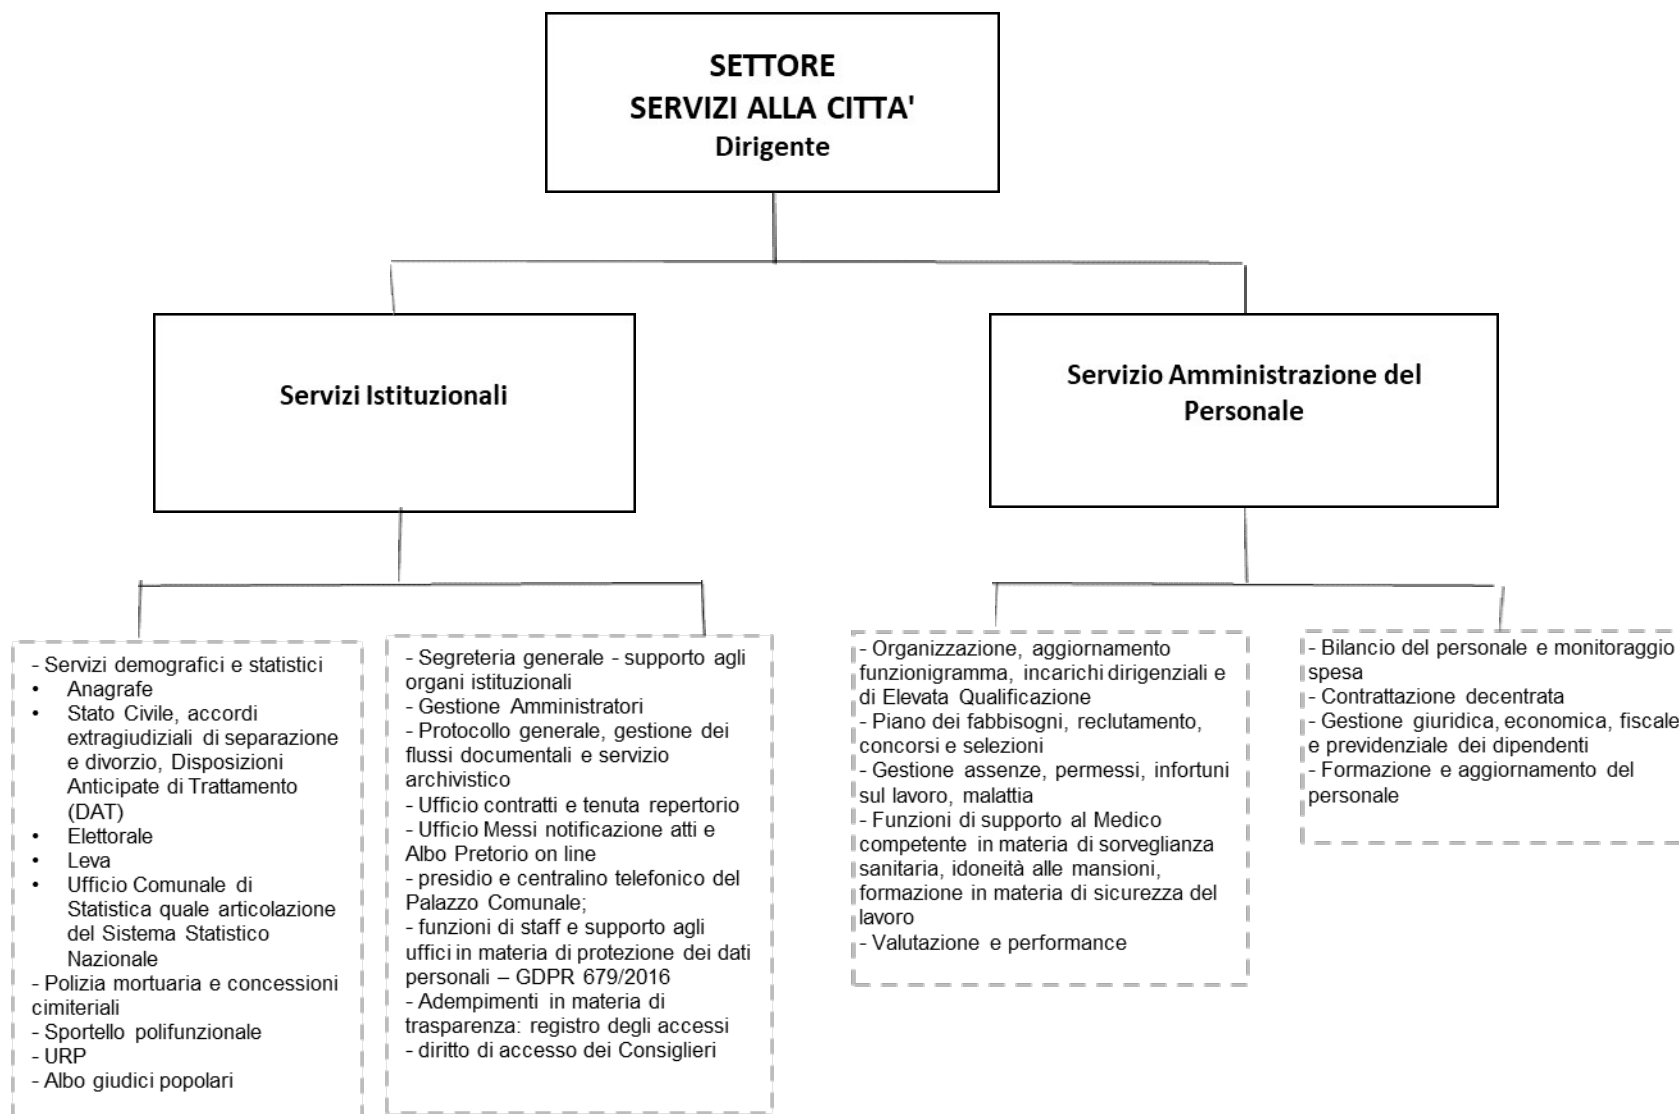 SETTORE
SERVIZI ALLA CITTA'
Dirigente
Servizi Istituzionali
Servizio Amministrazione del
Personale
- Servizi demografici e statistici
• Anagrafe
• Stato Civile, accordi
extragiudiziali di separazione
e divorzio, Disposizioni
Anticipate di Trattamento
(DAT)
• Elettorale
• Leva
• Ufficio Comunale di
Statistica quale articolazione
del Sistema Statistico
Nazionale
- Polizia mortuaria e concessioni
cimiteriali
- Sportello polifunzionale
- URP
- Albo giudici popolari
- Segreteria generale - supporto agli
organi istituzionali
- Gestione Amministratori
- Protocollo generale, gestione dei
flussi documentali e servizio
archivistico
- Ufficio contratti e tenuta repertorio
- Ufficio Messi notificazione atti e
Albo Pretorio on line
- presidio e centralino telefonico del
Palazzo Comunale;
- funzioni di staff e supporto agli
uffici in materia di protezione dei dati
personali – GDPR 679/2016
- Adempimenti in materia di
trasparenza: registro degli accessi
- diritto di accesso dei Consiglieri
- Organizzazione, aggiornamento
funzionigramma, incarichi dirigenziali e
di Elevata Qualificazione
- Piano dei fabbisogni, reclutamento,
concorsi e selezioni
- Gestione assenze, permessi, infortuni
sul lavoro, malattia
- Funzioni di supporto al Medico
competente in materia di sorveglianza
sanitaria, idoneità alle mansioni,
formazione in materia di sicurezza del
lavoro
- Valutazione e performance
- Bilancio del personale e monitoraggio
spesa
- Contrattazione decentrata
- Gestione giuridica, economica, fiscale
e previdenziale dei dipendenti
- Formazione e aggiornamento del
personale